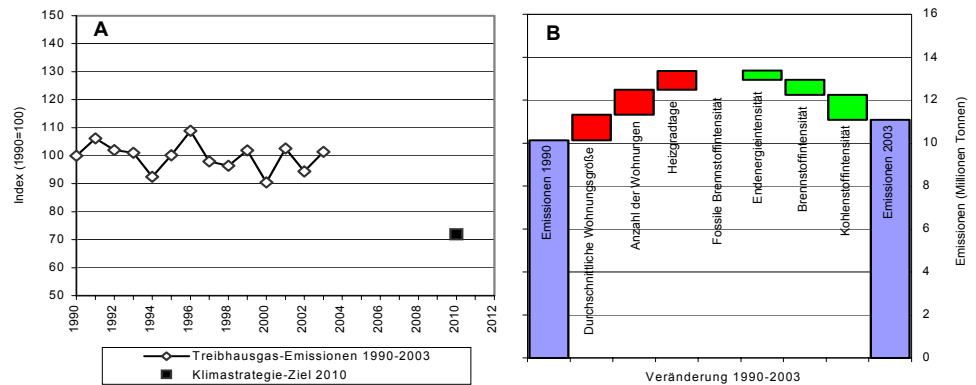 A
Index (1990=100)
150
140
130
120
110
100
90
80
70
60
50
1990
1992
1994
1996
1998
2000
2002
2004
2006
2008
2010
2012
Treibhausgas-Emissionen 1990-2003
Klimastrategie-Ziel 2010
B
Emissionen 1990
Durchschnittliche Wohnungsgröße
Anzahl der Wohnungen
Heizgradtage
Fossile Brennstoffintensität
Endenergieintensität
Brennstoffintensität
Kohlenstoffintensität
Emissionen 2003
16
14
12
10
8
6
4
2
0
Emissionen (Millionen Tonnen)
Veränderung 1990-2003